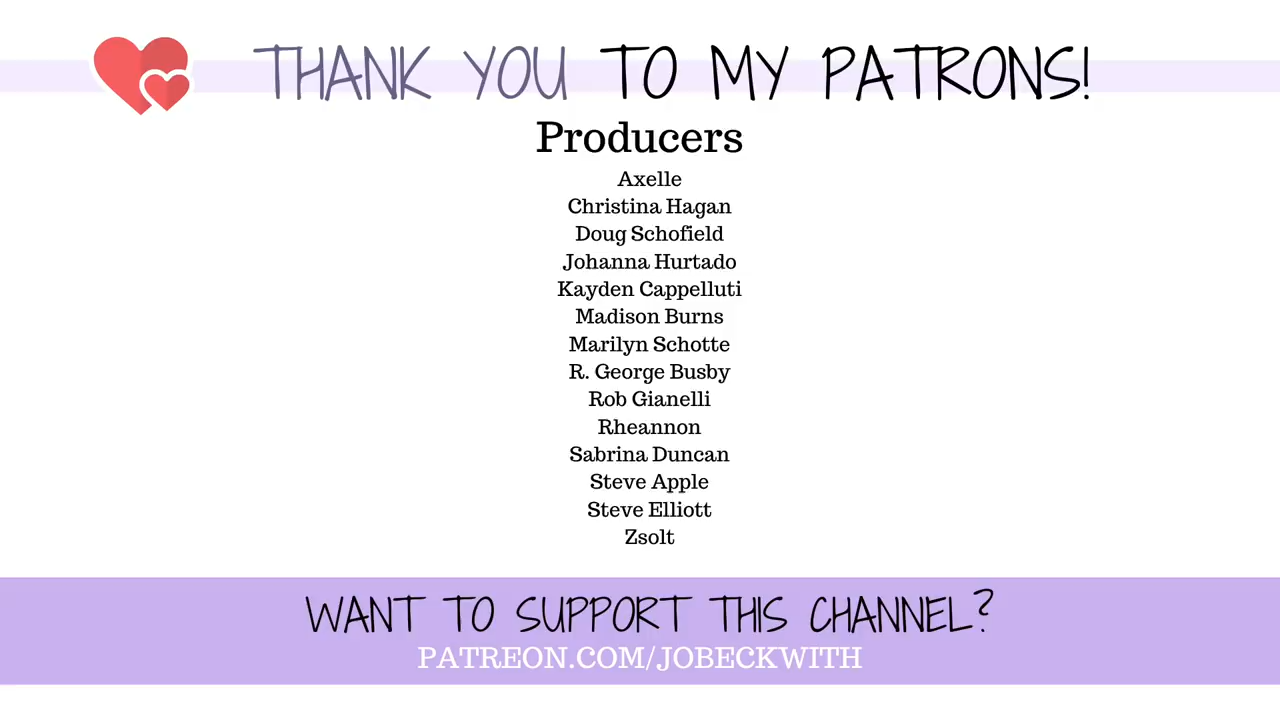 THANK YOU TO MY PATRONS!
Producers
Axelle
Christina Hagan
Doug Schofield
Johanna Hurtado
Kayden Cappelluti
Madison Burns
Marilyn Schotte
R. George Busby
Rob Gianelli
Rheannon
Sabrina Duncan
Steve Apple
Steve Elliott
Zsolt
WANT TO SUPPORT THIS CHANNEL?
PATREON.COM/JOBECKWITH